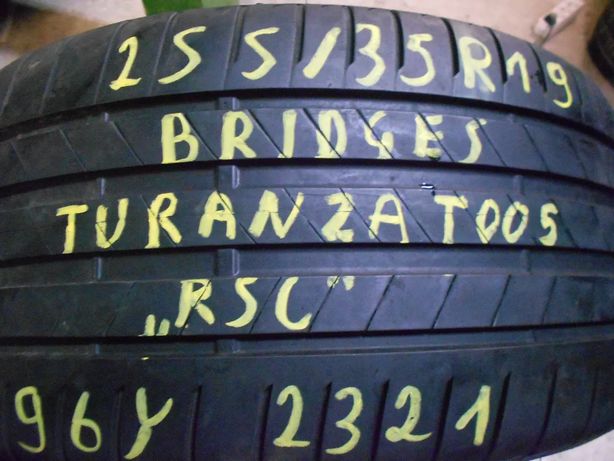 255/35R19
BRIDGES
TURANZA T005
„RSC"
96Y 2321